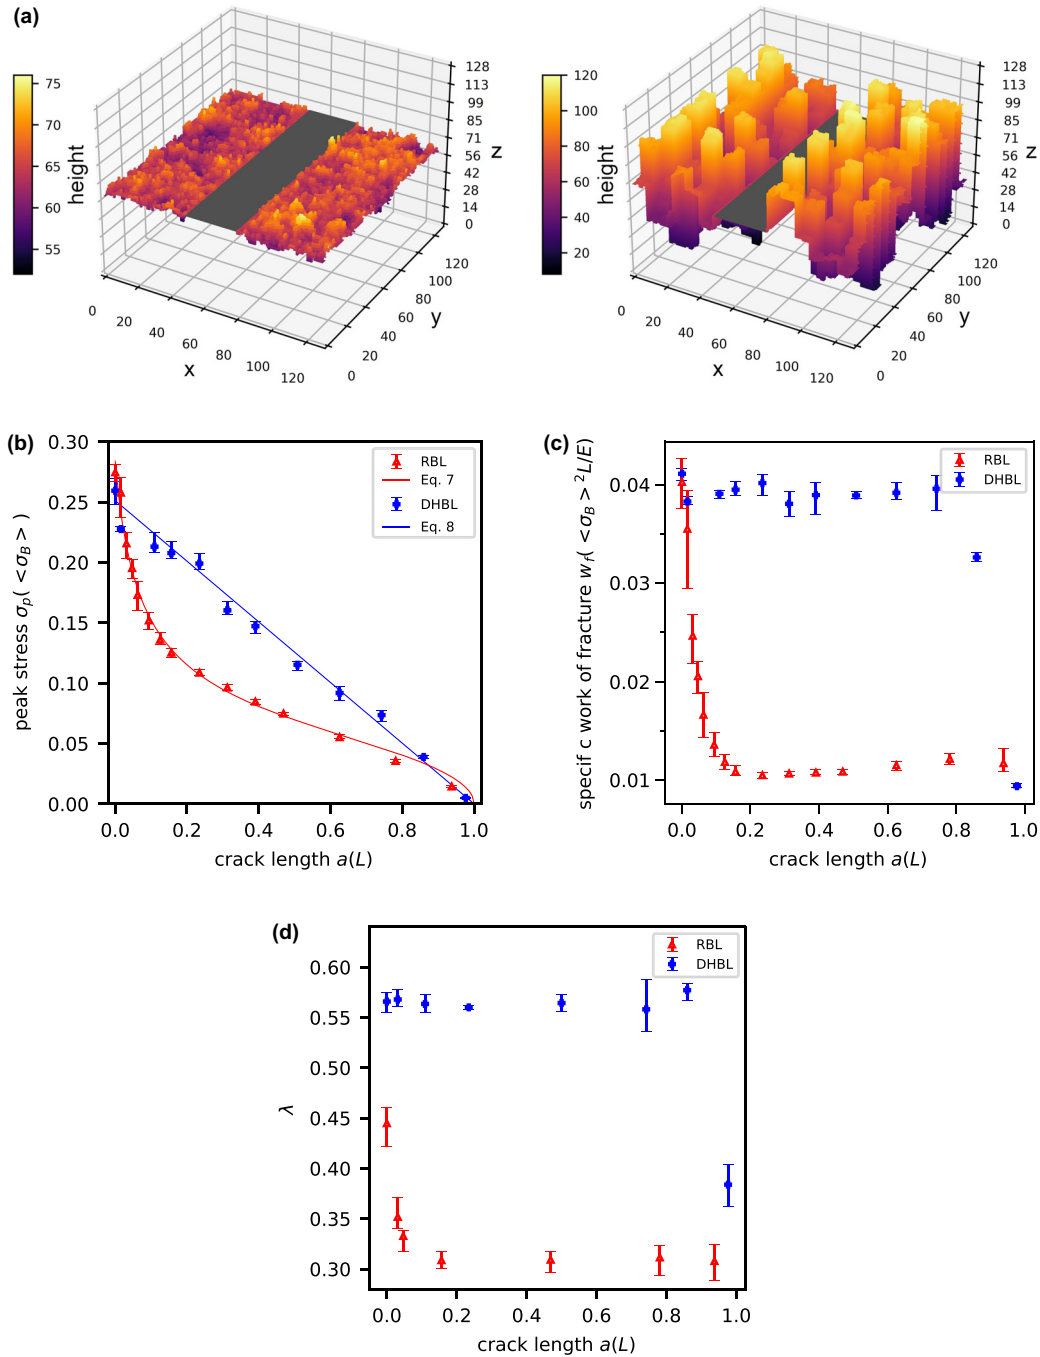 (a)
75
70
65
60
55
height
128
113
99
85
71
56
42
28
14
0
z
0
20
40
60
80
100
120
x
0
20
40
60
80
100
120
y
120
100
80
60
40
20
height
128
113
99
85
71
56
42
28
14
0
z
0
20
40
60
80
100
120
x
0
20
40
60
80
100
120
y
(b)
0.30
0.25
0.20
0.15
0.10
0.05
0.00
peak stress σp( <σB> )
RBL
Eq. 7
DHBL
Eq. 8
0.0 0.2 0.4 0.6 0.8 1.0
crack length a(L)
(c)
0.04
0.03
0.02
0.01
specif c work of fracture wf( <σB> ²L/E)
RBL
DHBL
0.0 0.2 0.4 0.6 0.8 1.0
crack length a(L)
(d)
0.60
0.55
0.50
0.45
0.40
0.35
0.30
λ
RBL
DHBL
0.0 0.2 0.4 0.6 0.8 1.0
crack length a(L)